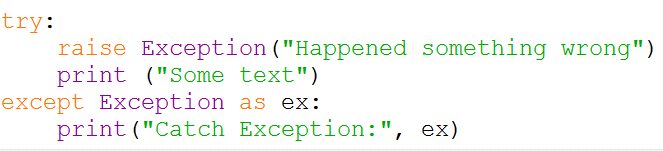 try:
    raise Exception("Happened something wrong")
    print ("Some text")
except Exception as ex:
    print("Catch Exception:", ex)